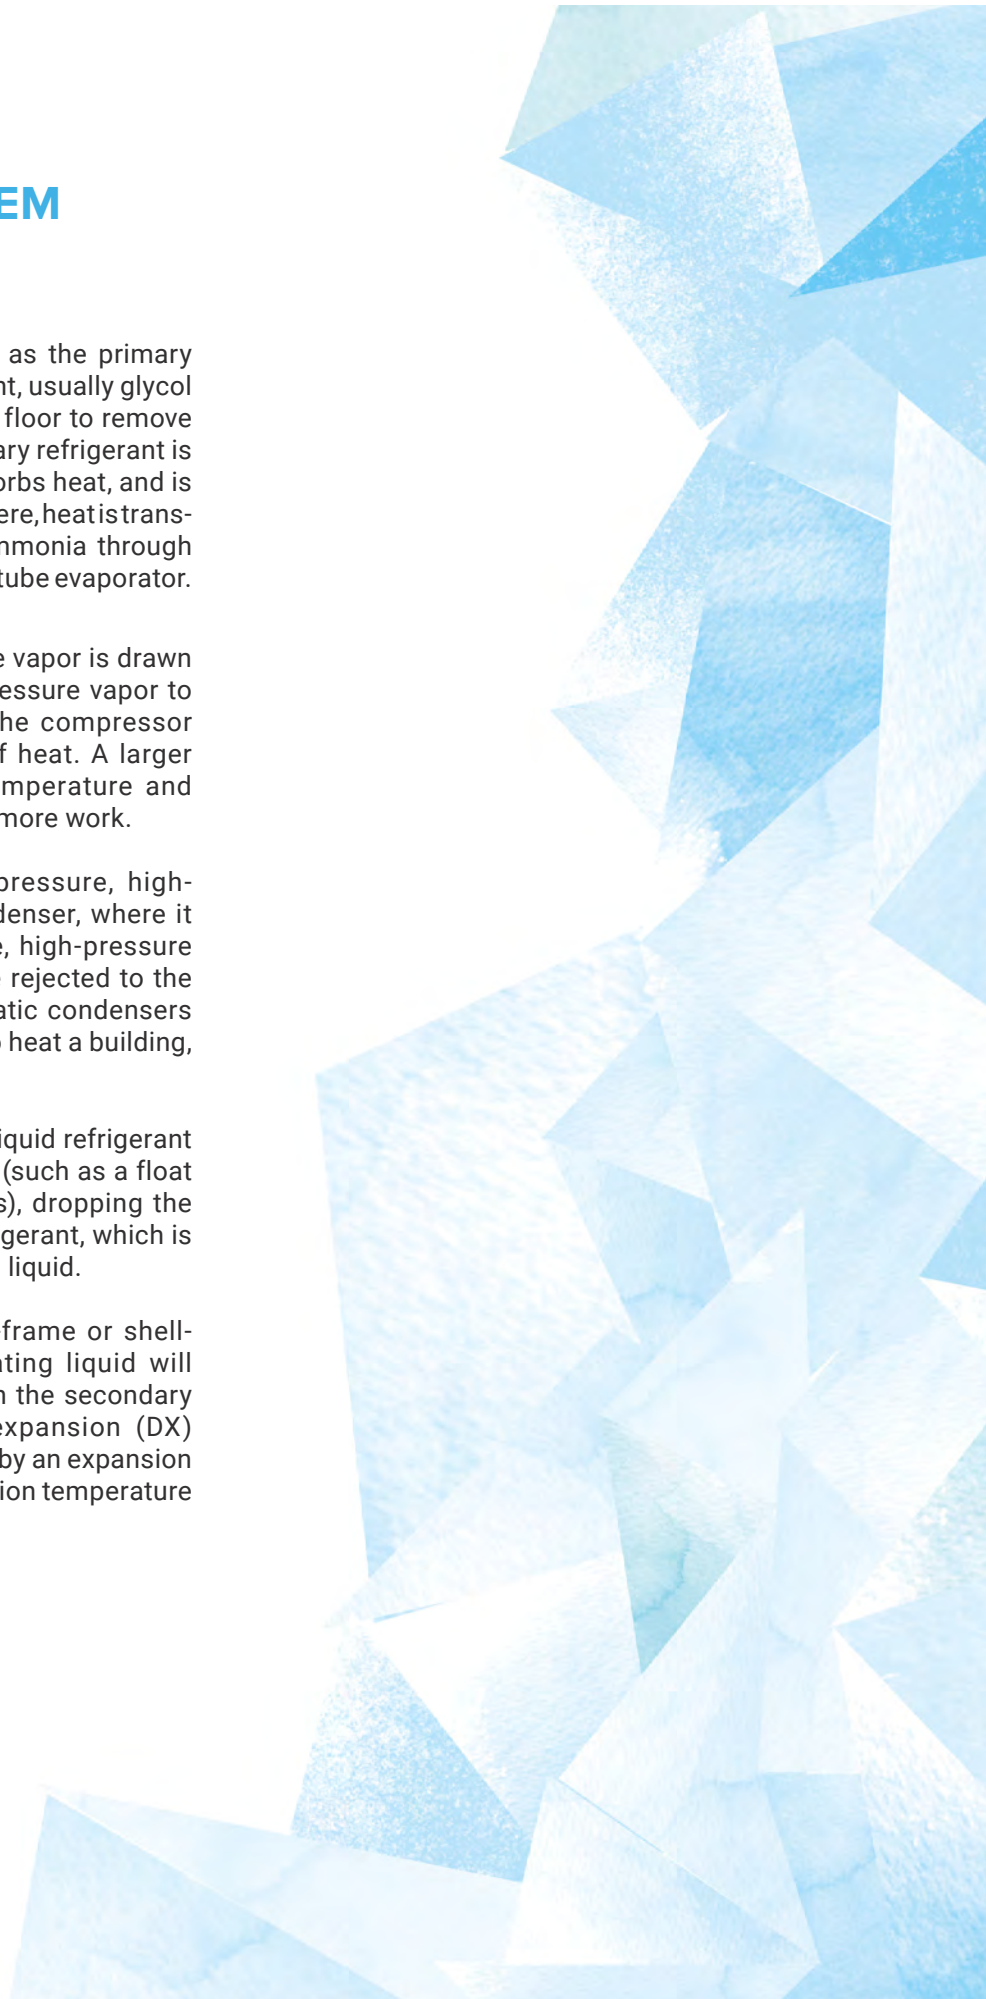 EM
as the primary
nt, usually glycol
floor to remove
ary refrigerant is
orbs heat, and is
ere, heat is trans-
nmonia through
tube evaporator.
e vapor is drawn
essure vapor to
he compressor
f heat. A larger
mperature and
more work.
pressure, high-
denser, where it
e, high-pressure
rejected to the
atic condensers
o heat a building,
iquid refrigerant
(such as a float
s), dropping the
gerant, which is
liquid.
frame or shell-
ating liquid will
n the secondary
expansion (DX)
by an expansion
ion temperature